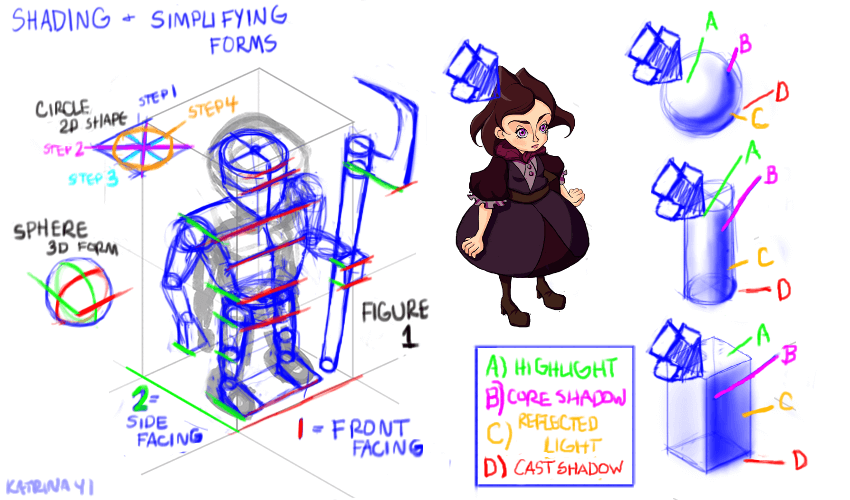 SHADING + SIMPLIFYING
FORMS
CIRCLE
2D SHAPE
STEP 1
STEP 4
STEP 2
STEP 3
SPHERE
3D FORM
FIGURE
1
2=
SIDE
FACING
1 = FRONT
FACING
KATRINA YI
A
B
D
C
A
B
C
D
A
B
C
D
A) HIGHLIGHT
B) CORE SHADOW
C) REFLECTED
LIGHT
D) CAST SHADOW